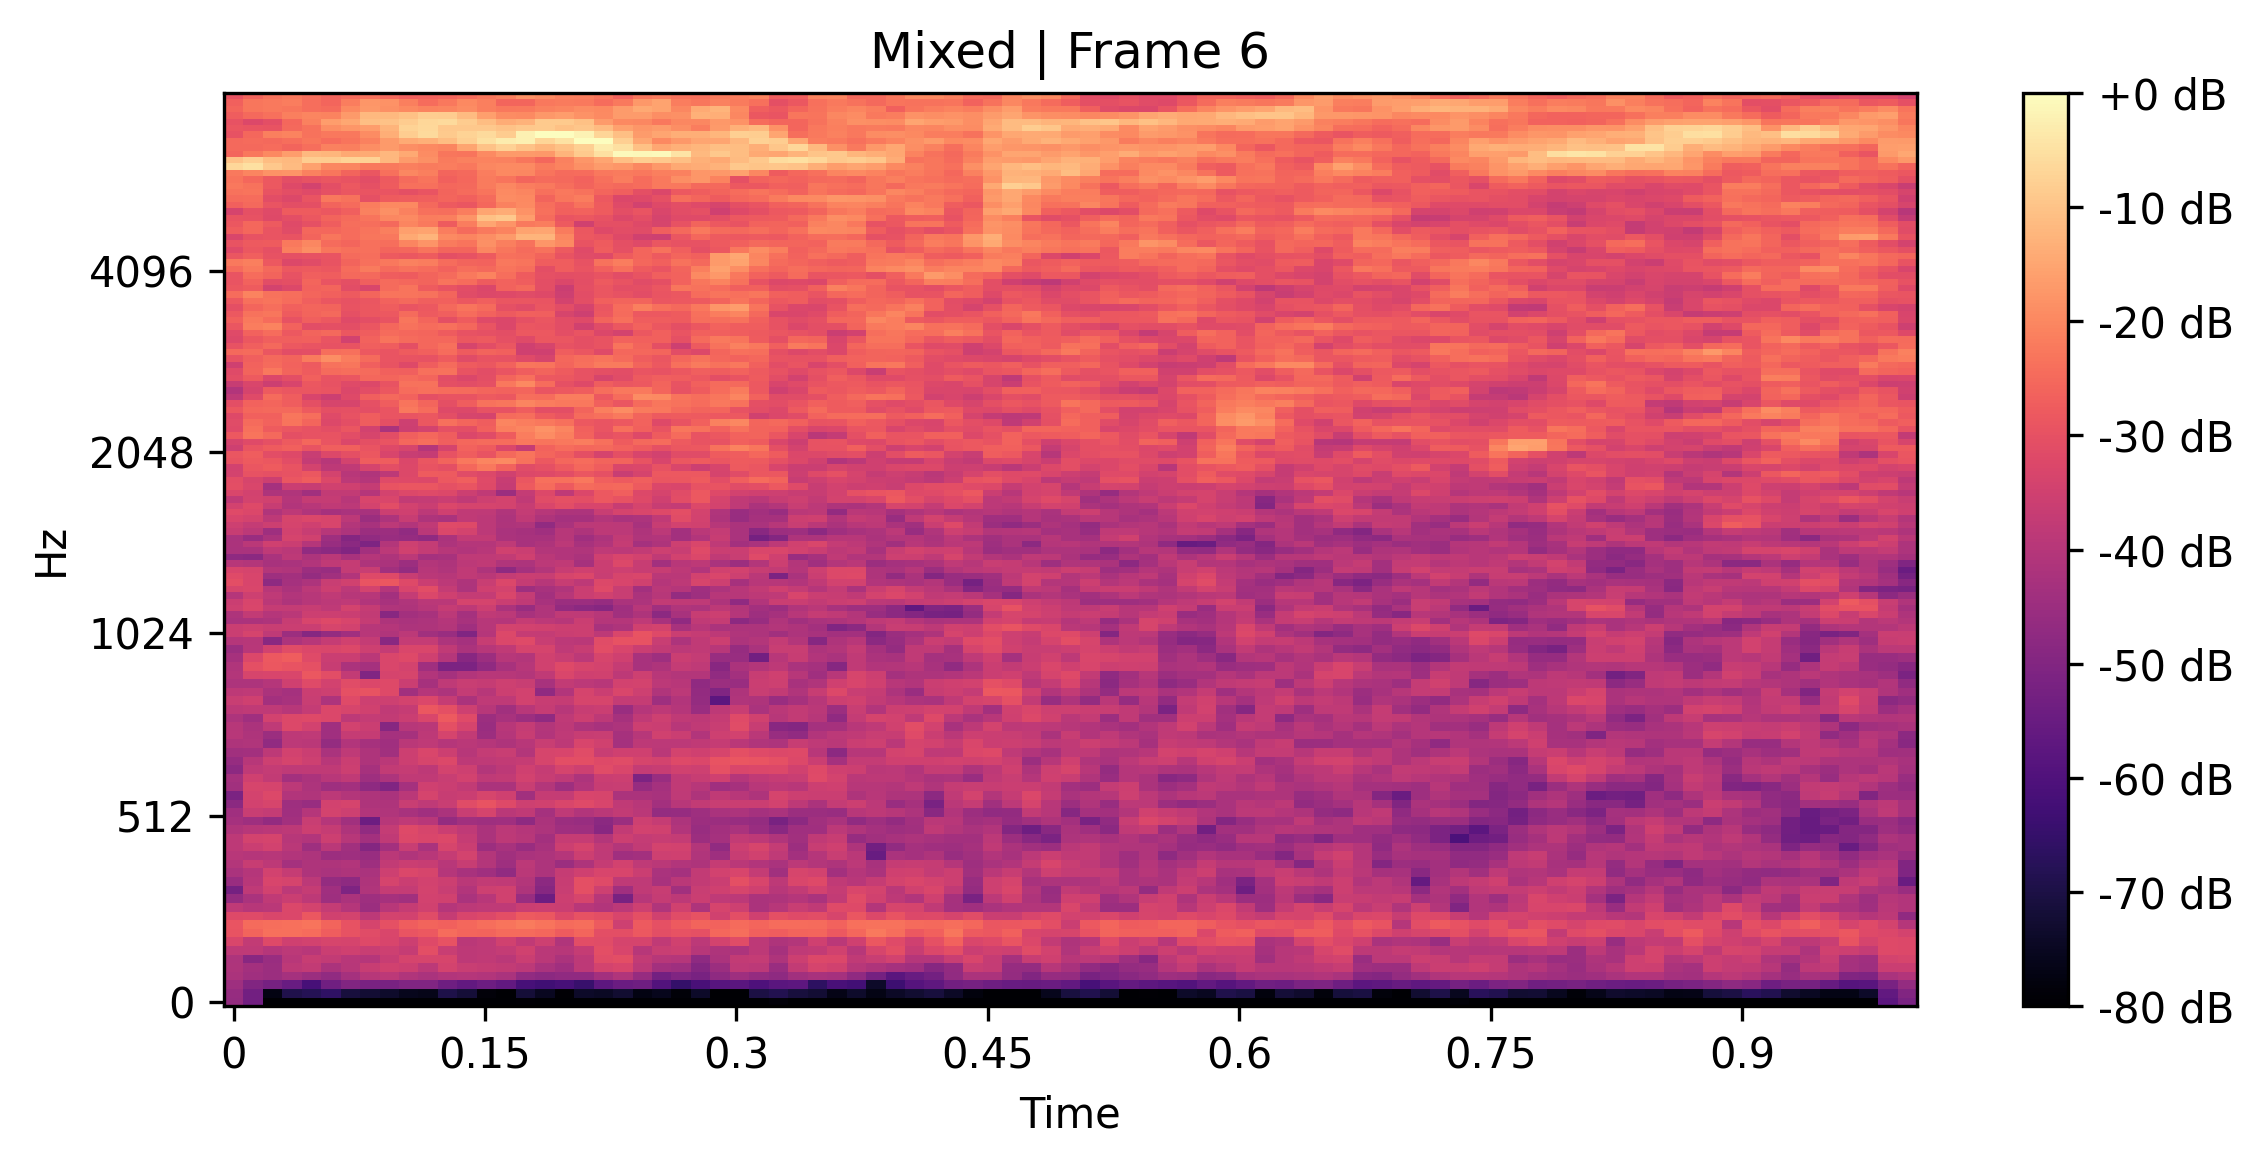 Mixed | Frame 6
+0 dB
-10 dB
-20 dB
-30 dB
-40 dB
-50 dB
-60 dB
-70 dB
-80 dB
Hz
4096
2048
1024
512
0
0 0.15 0.3 0.45 0.6 0.75 0.9
Time